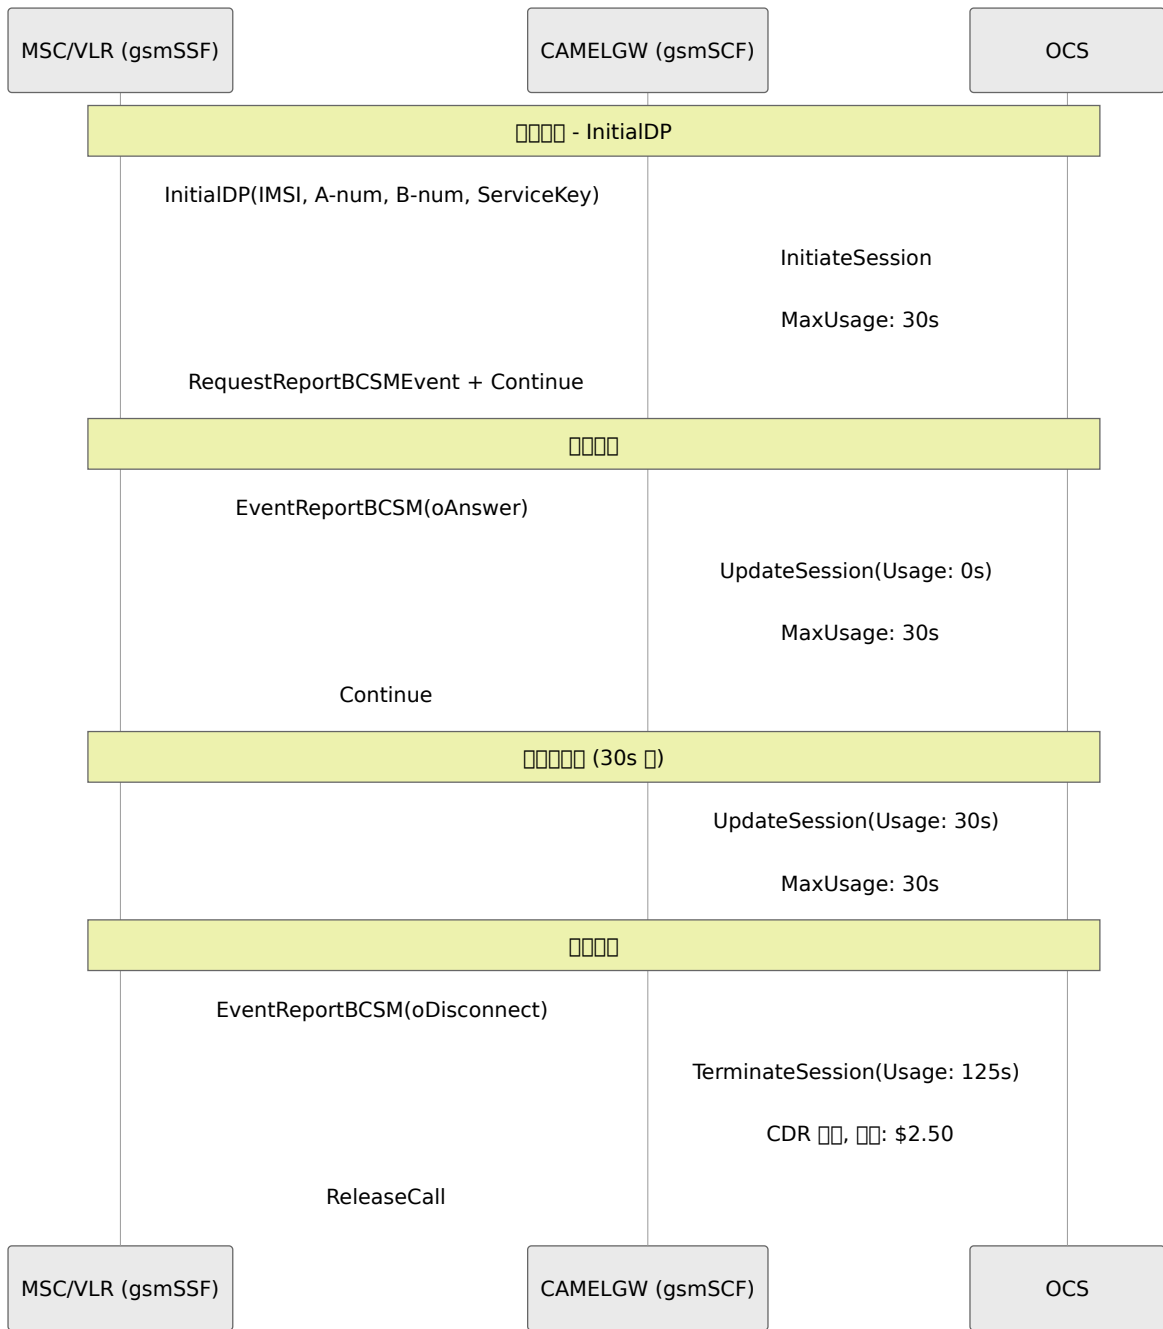 MSC/VLR (gsmSSF) CAMELGW (gsmSCF) OCS
- InitialDP
InitialDP(IMSI, A-num, B-num, ServiceKey)
InitiateSession
MaxUsage: 30s
RequestReportBCSMEvent + Continue
EventReportBCSM(oAnswer)
UpdateSession(Usage: 0s)
MaxUsage: 30s
Continue
(30s )
UpdateSession(Usage: 30s)
MaxUsage: 30s
EventReportBCSM(oDisconnect)
TerminateSession(Usage: 125s)
CDR , : $2.50
ReleaseCall
MSC/VLR (gsmSSF) CAMELGW (gsmSCF) OCS